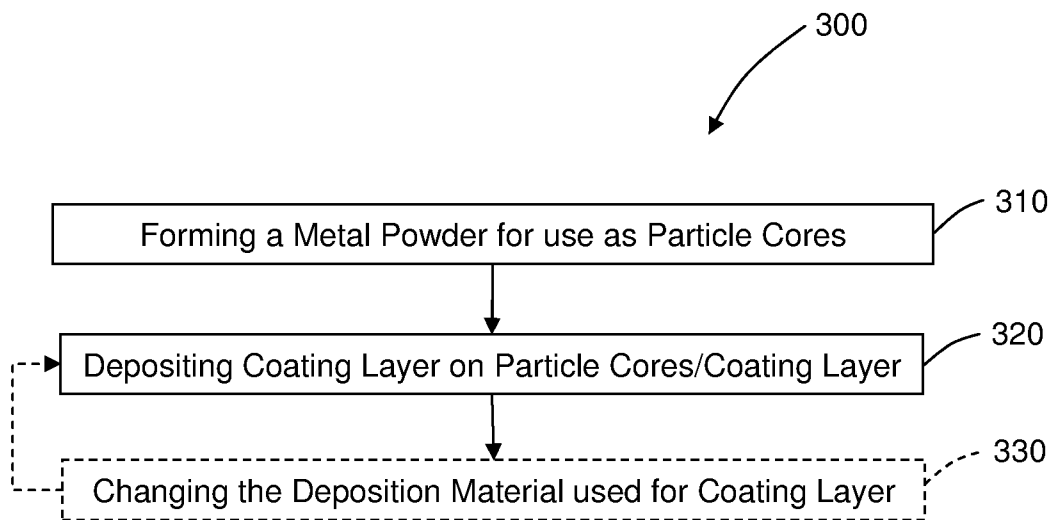 300
310
Forming a Metal Powder for use as Particle Cores
320
Depositing Coating Layer on Particle Cores/Coating Layer
330
Changing the Deposition Material used for Coating Layer